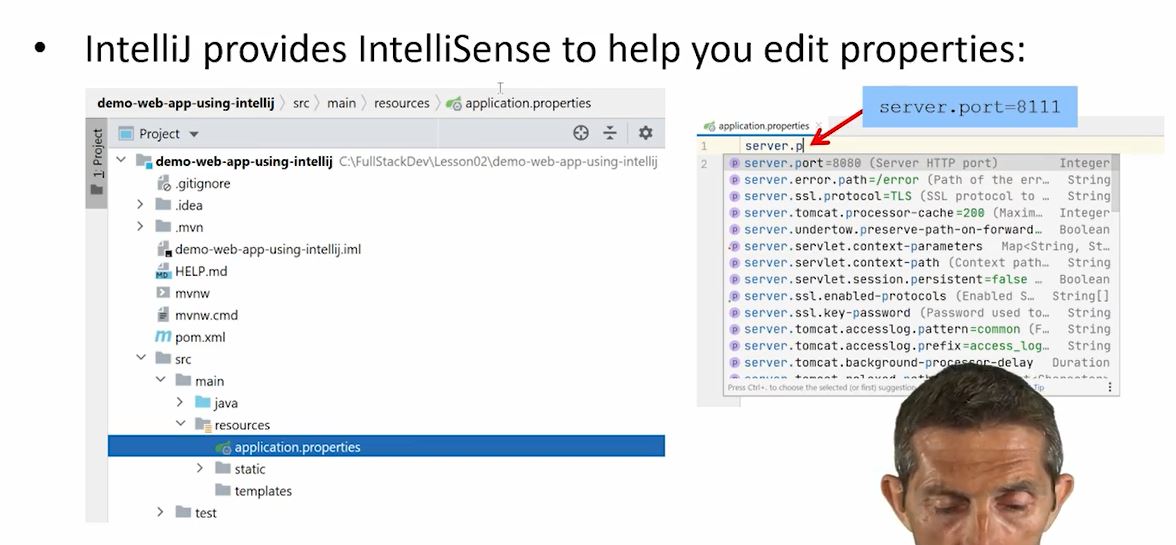 • IntelliJ provides IntelliSense to help you edit properties:
demo-web-app-using-intellij src main resources application.properties
1: Project
Project
demo-web-app-using-intellij C:\FullStackDev\Lesson02\demo-web-app-using-intellij
.gitignore
.idea
.mvn
demo-web-app-using-intellij.iml
MD HELP.md
mvnw
mvnw.cmd
m pom.xml
src
main
java
resources
application.properties
static
templates
test
server.port=8111
application.properties
1 server.p
2
p server.port=8080 (Server HTTP port) Integer
p server.error.path=/error (Path of the err… String
p server.ssl.protocol=TLS (SSL protocol to … String
p server.tomcat.processor-cache=200 (Maxim… Integer
p server.undertow.preserve-path-on-forward… Boolean
p server.servlet.context-parameters Map<String, St…
p server.servlet.context-path (Context path… String
p server.servlet.session.persistent=false … Boolean
p server.ssl.enabled-protocols (Enabled S… String[]
p server.ssl.key-password (Password used to… String
p server.tomcat.accesslog.pattern=common (F… String
p server.tomcat.accesslog.prefix=access_log… String
p server.tomcat.background-processor-delay Duration
Press Ctrl+. to choose the selected (or first) suggestion Tip